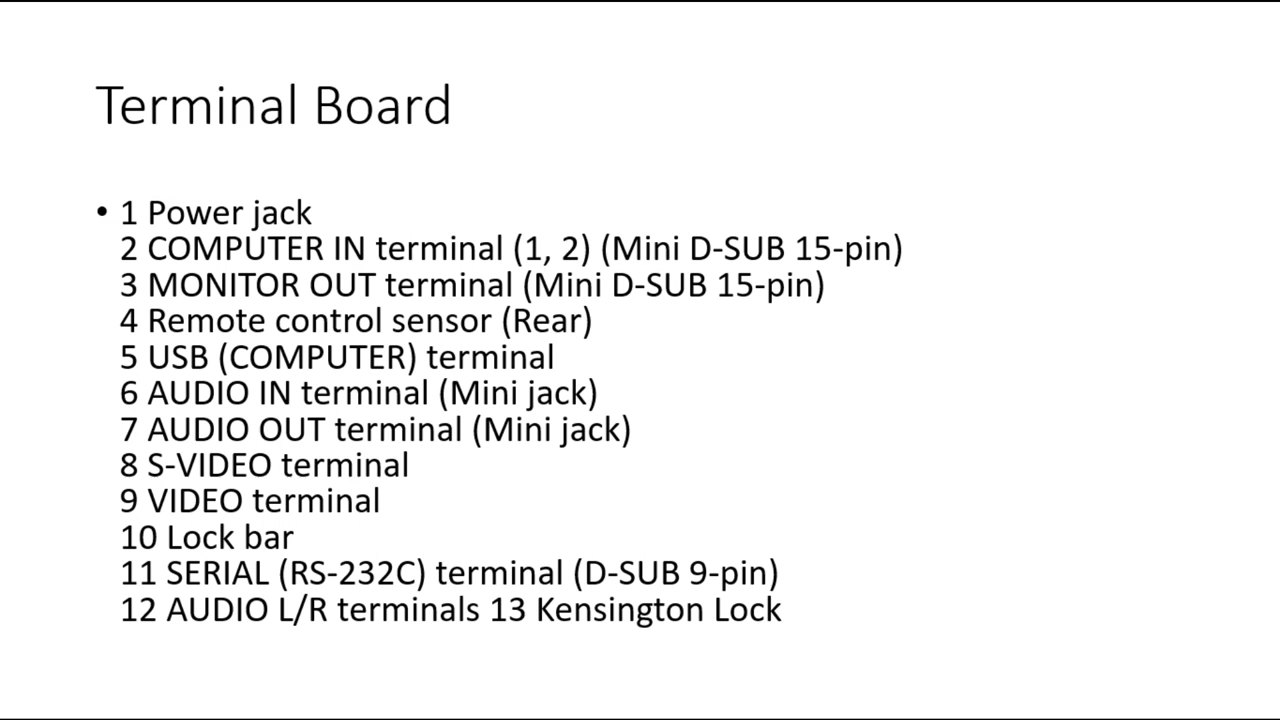 Terminal Board
• 1 Power jack
2 COMPUTER IN terminal (1, 2) (Mini D-SUB 15-pin)
3 MONITOR OUT terminal (Mini D-SUB 15-pin)
4 Remote control sensor (Rear)
5 USB (COMPUTER) terminal
6 AUDIO IN terminal (Mini jack)
7 AUDIO OUT terminal (Mini jack)
8 S-VIDEO terminal
9 VIDEO terminal
10 Lock bar
11 SERIAL (RS-232C) terminal (D-SUB 9-pin)
12 AUDIO L/R terminals 13 Kensington Lock